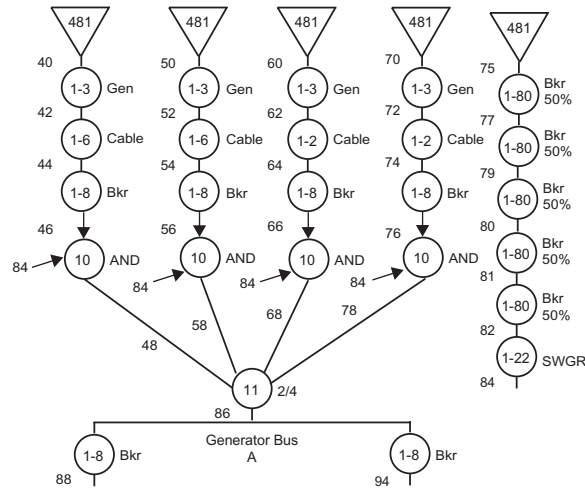 481 481 481 481 481
40 50 60 70 75
1-3 Gen 1-3 Gen 1-3 Gen 1-3 Gen 1-80 Bkr 50%
42 52 62 72 77
1-6 Cable 1-6 Cable 1-2 Cable 1-2 Cable 1-80 Bkr 50%
44 54 64 74 79
1-8 Bkr 1-8 Bkr 1-8 Bkr 1-8 Bkr 1-80 Bkr 50%
46 56 66 76 80
10 AND 10 AND 10 AND 10 AND 1-80 Bkr 50%
84 84 84 84 81
1-80 Bkr 50%
48 58 68 78 82
1-22 SWGR
84
11 2/4
86
Generator Bus
A
1-8 Bkr 1-8 Bkr
88 94